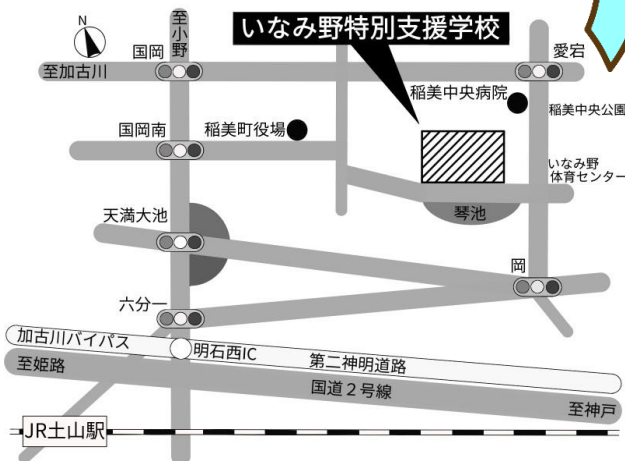 N
至小野
いなみ野特別支援学校
国岡
愛宕
至加古川
稲美中央病院
稲美中央公園
国岡南
稲美町役場
いなみ野
体育センター
天満大池
琴池
岡
六分一
加古川バイパス
明石西IC
第二神明道路
至姫路
国道２号線
至神戸
JR土山駅